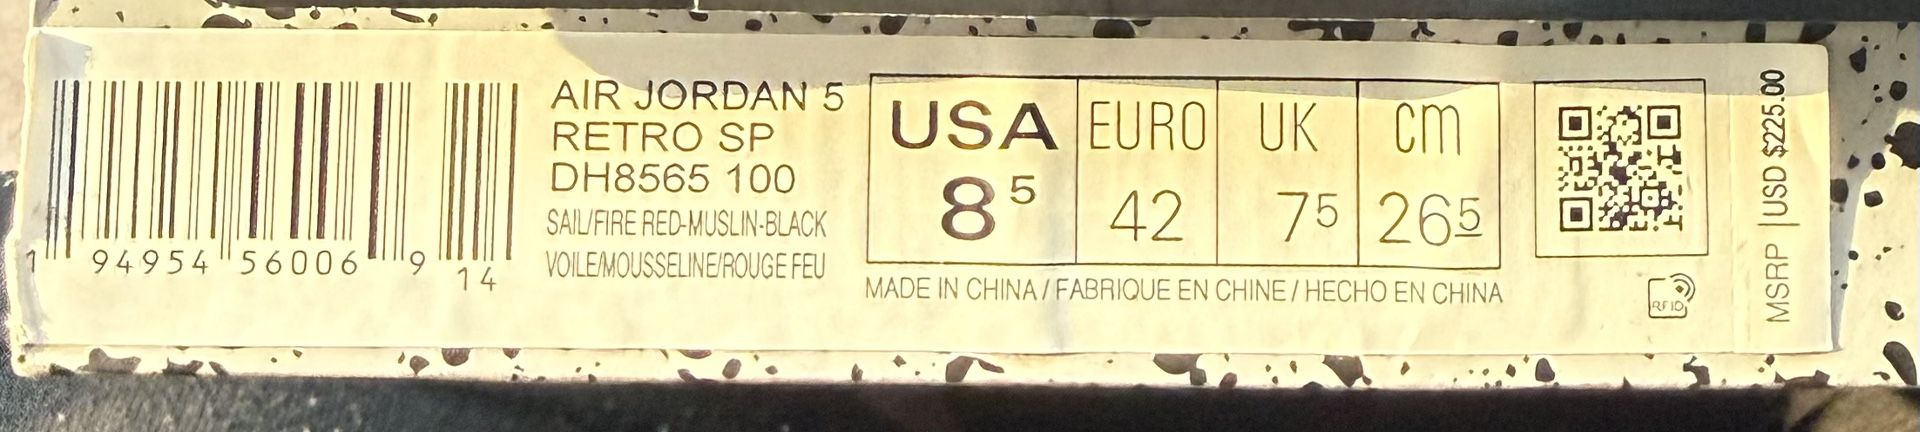 1 94954 56006 9
14
AIR JORDAN 5
RETRO SP
DH8565 100
SAIL/FIRE RED-MUSLIN-BLACK
VOILE/MOUSSELINE/ROUGE FEU
USA EURO UK CM
8 5 42 7 5 26 5
MADE IN CHINA / FABRIQUE EN CHINE / HECHO EN CHINA
RFID
MSRP | USD $225.00